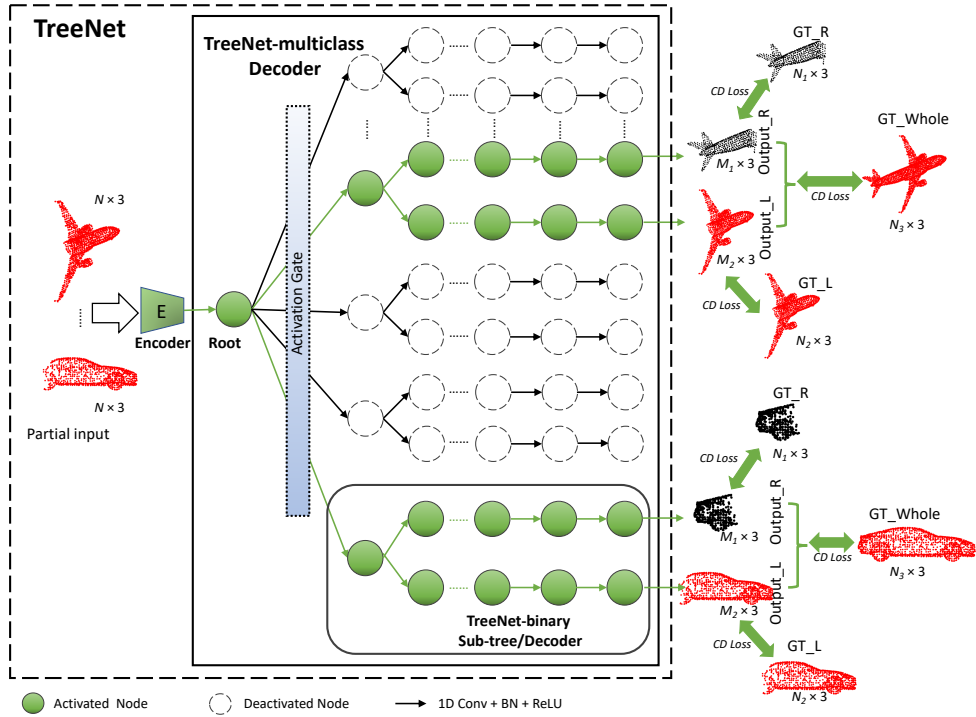 TreeNet
TreeNet-multiclass
Decoder
Activation Gate
N × 3
N × 3
Partial input
E
Encoder
Root
TreeNet-binary
Sub-tree/Decoder
GT_R
N₁ × 3
CD Loss
M₁ × 3
Output_R
GT_Whole
CD Loss
N₃ × 3
Output_L
M₂ × 3
CD Loss
GT_L
N₂ × 3
GT_R
N₁ × 3
CD Loss
M₁ × 3
Output_R
GT_Whole
CD Loss
N₃ × 3
Output_L
M₂ × 3
CD Loss
GT_L
N₂ × 3
Activated Node
Deactivated Node
1D Conv + BN + ReLU